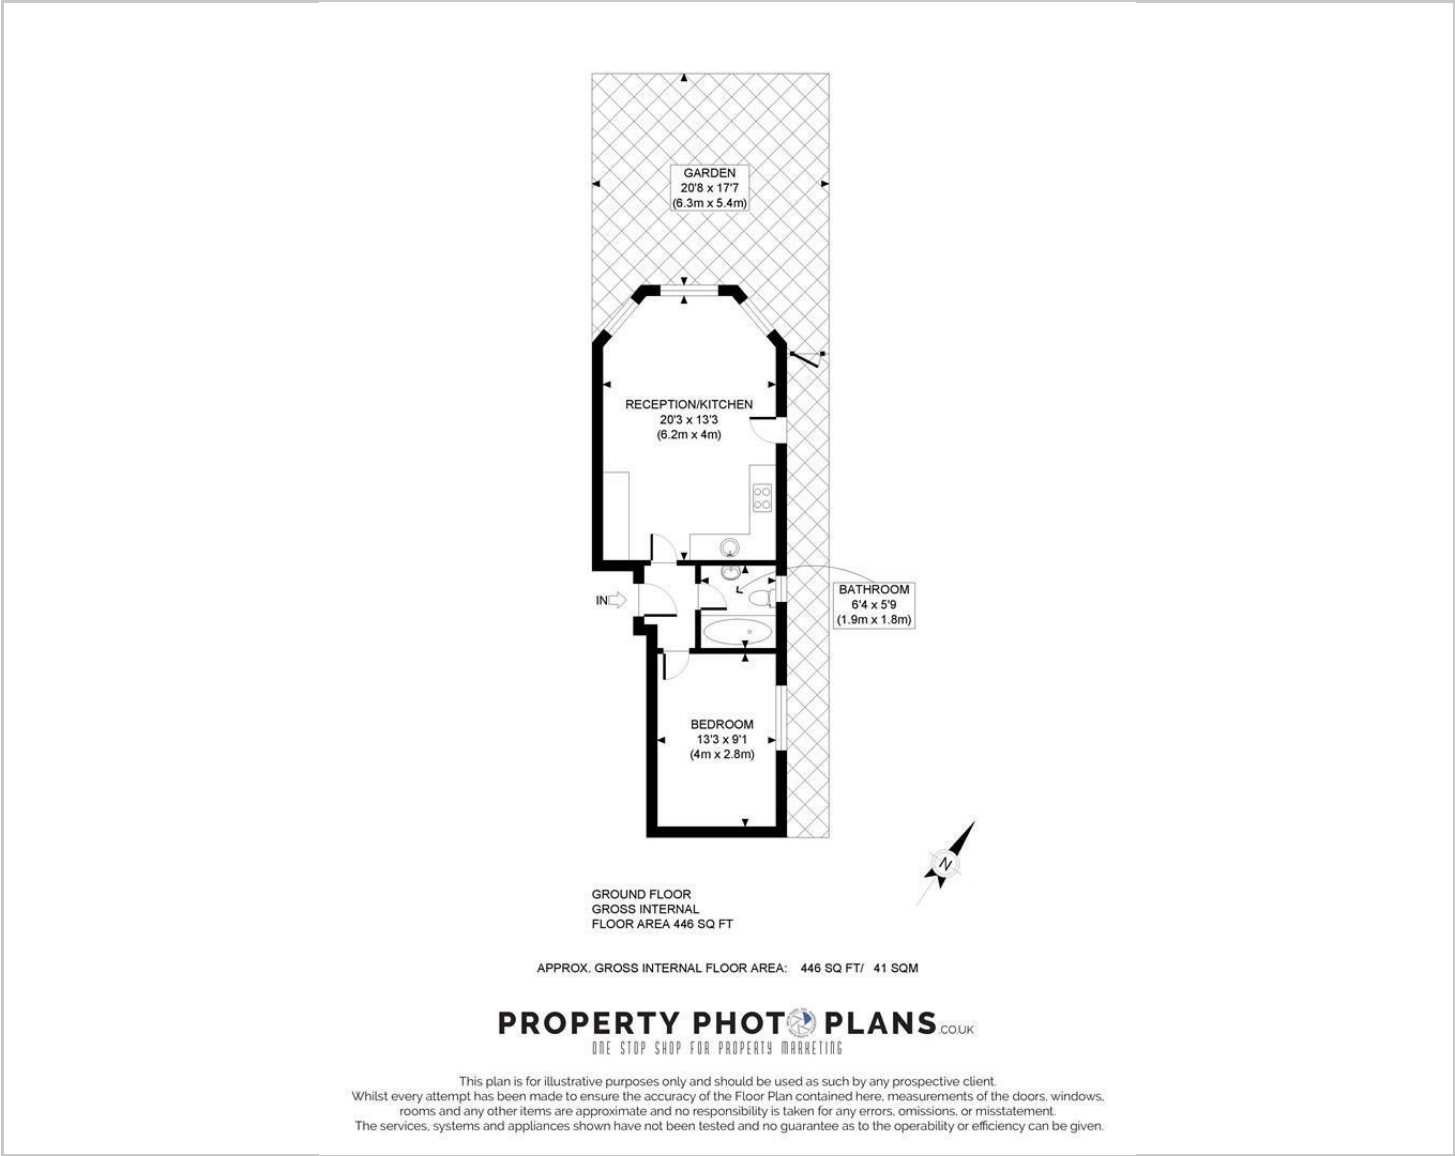 GARDEN
20'8 x 17'7
(6.3m x 5.4m)
RECEPTION/KITCHEN
20'3 x 13'3
(6.2m x 4m)
IN
BATHROOM
6'4 x 5'9
(1.9m x 1.8m)
BEDROOM
13'3 x 9'1
(4m x 2.8m)
N
GROUND FLOOR
GROSS INTERNAL
FLOOR AREA 446 SQ FT
APPROX. GROSS INTERNAL FLOOR AREA: 446 SQ FT/ 41 SQM
PROPERTY PHOTO PLANS.CO.UK
ONE STOP SHOP FOR PROPERTY MARKETING
This plan is for illustrative purposes only and should be used as such by any prospective client.
Whilst every attempt has been made to ensure the accuracy of the Floor Plan contained here, measurements of the doors, windows,
rooms and any other items are approximate and no responsibility is taken for any errors, omissions, or misstatement.
The services, systems and appliances shown have not been tested and no guarantee as to the operability or efficiency can be given.